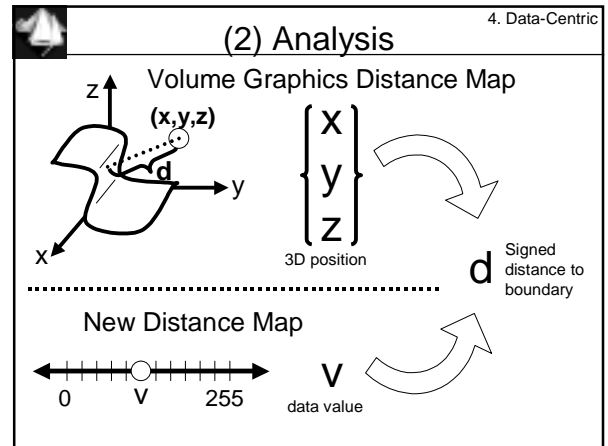 4. Data-Centric
(2) Analysis
Volume Graphics Distance Map
z
(x,y,z)
d
y
x
x
y
z
3D position
d
Signed
distance to
boundary
New Distance Map
0
v
255
v
data value